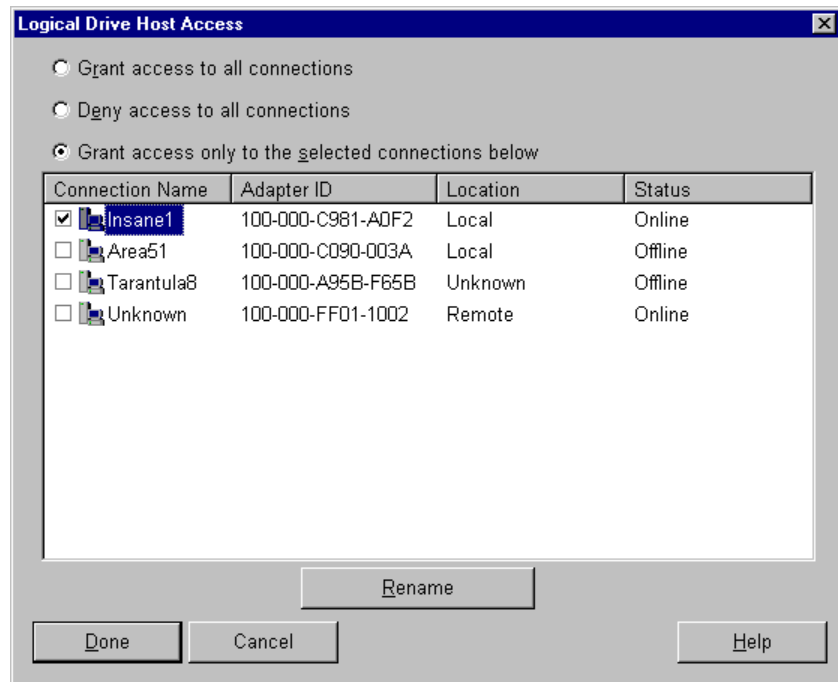 Logical Drive Host Access
Grant access to all connections
Deny access to all connections
Grant access only to the selected connections below
Connection Name Adapter ID Location Status
Insane1 100-000-C981-A0F2 Local Online
Area51 100-000-C090-003A Local Offline
Tarantula8 100-000-A95B-F65B Unknown Offline
Unknown 100-000-FF01-1002 Remote Online
Rename
Done Cancel Help